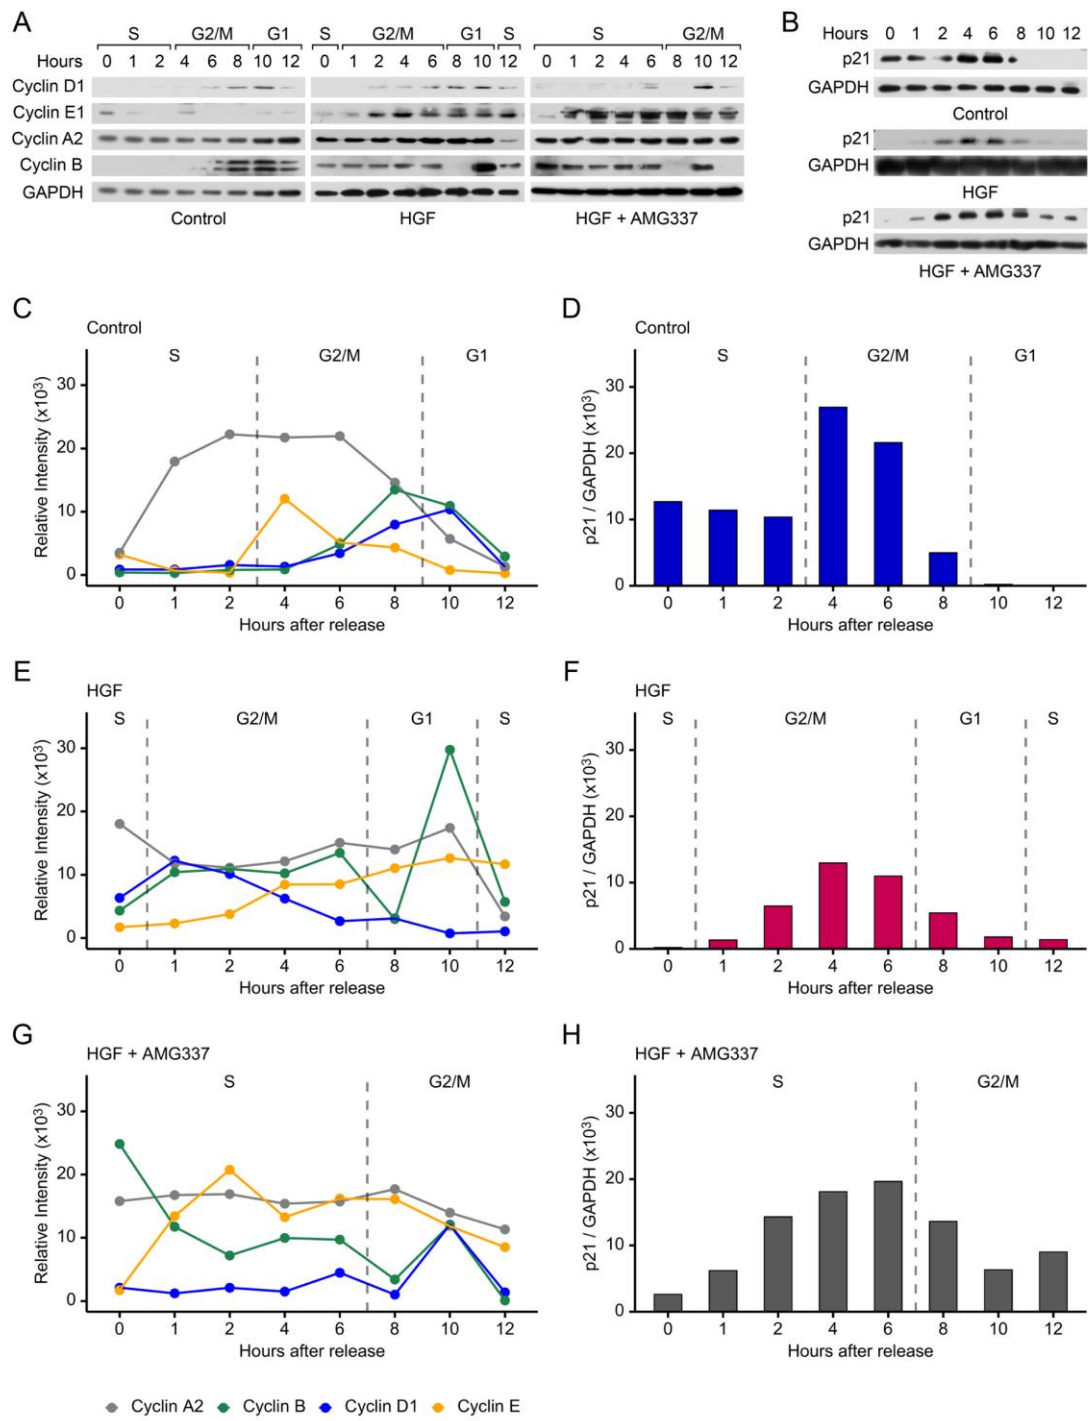 A
S G2/M G1 S G2/M G1 S S G2/M
Hours 0 1 2 4 6 8 10 12 0 1 2 4 6 8 10 12 0 1 2 4 6 8 10 12
Cyclin D1
Cyclin E1
Cyclin A2
Cyclin B
GAPDH
Control HGF HGF + AMG337
B
Hours 0 1 2 4 6 8 10 12
p21
GAPDH
Control
p21
GAPDH
HGF
p21
GAPDH
HGF + AMG337
C
Control
S G2/M G1
Relative Intensity (x10³)
30
20
10
0
0 1 2 4 6 8 10 12
Hours after release
D
Control
S G2/M G1
p21 / GAPDH (x10³)
30
20
10
0
0 1 2 4 6 8 10 12
Hours after release
E
HGF
S G2/M G1 S
Relative Intensity (x10³)
30
20
10
0
0 1 2 4 6 8 10 12
Hours after release
F
HGF
S G2/M G1 S
p21 / GAPDH (x10³)
30
20
10
0
0 1 2 4 6 8 10 12
Hours after release
G
HGF + AMG337
S G2/M
Relative Intensity (x10³)
30
20
10
0
0 1 2 4 6 8 10 12
Hours after release
H
HGF + AMG337
S G2/M
p21 / GAPDH (x10³)
30
20
10
0
0 1 2 4 6 8 10 12
Hours after release
Cyclin A2 Cyclin B Cyclin D1 Cyclin E